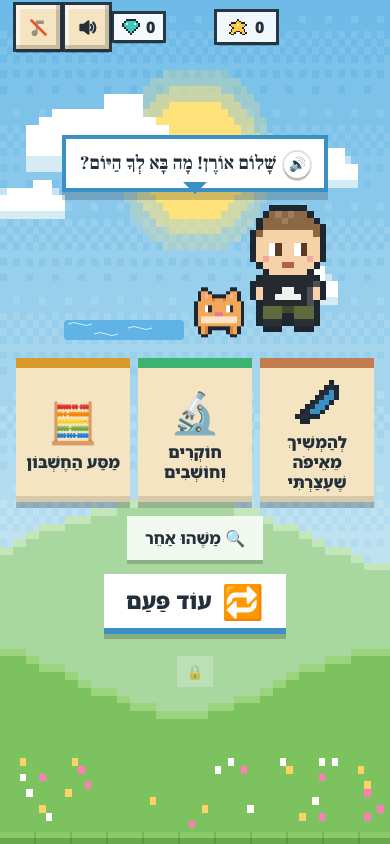 0
0
שָׁלוֹם אוֹרֶן! מָה בָּא לְךָ הַיּוֹם?
לְהַמְשִׁיךְ
מֵאֵיפֹה
שֶׁעָצַרְתִּי
חוֹקְרִים
וְחוֹשְׁבִים
מַסַּע הַחֶשְׁבּוֹן
מַשֶּׁהוּ אַחֵר
עוֹד פַּעַם